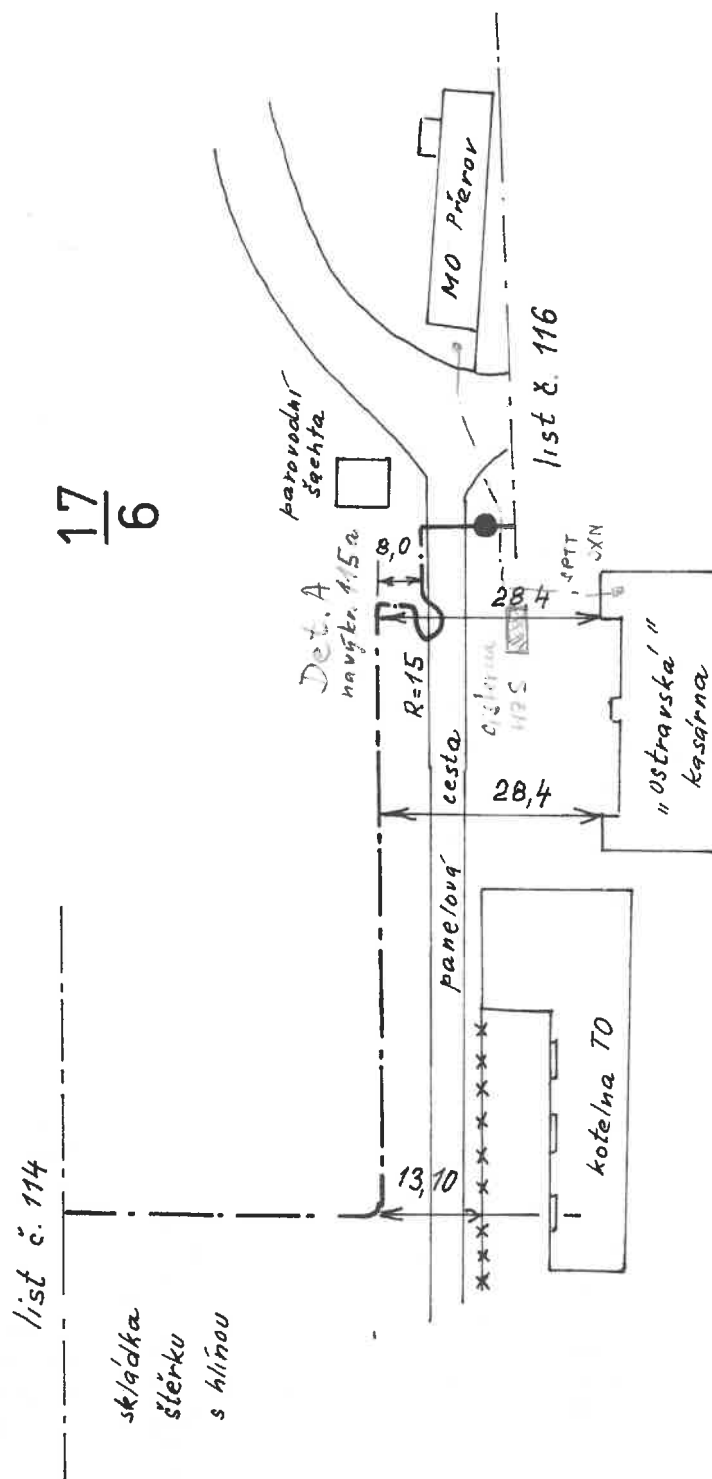 list č. 114
skládka
štěrku
s hlínou
17
6
Det. A
parovodní
šachta
8,0
R=15
28,4
28,4
13,10
panelová cesta
MO Přerov
list č. 116
"Ostravská"
kasárna
kotelna TO